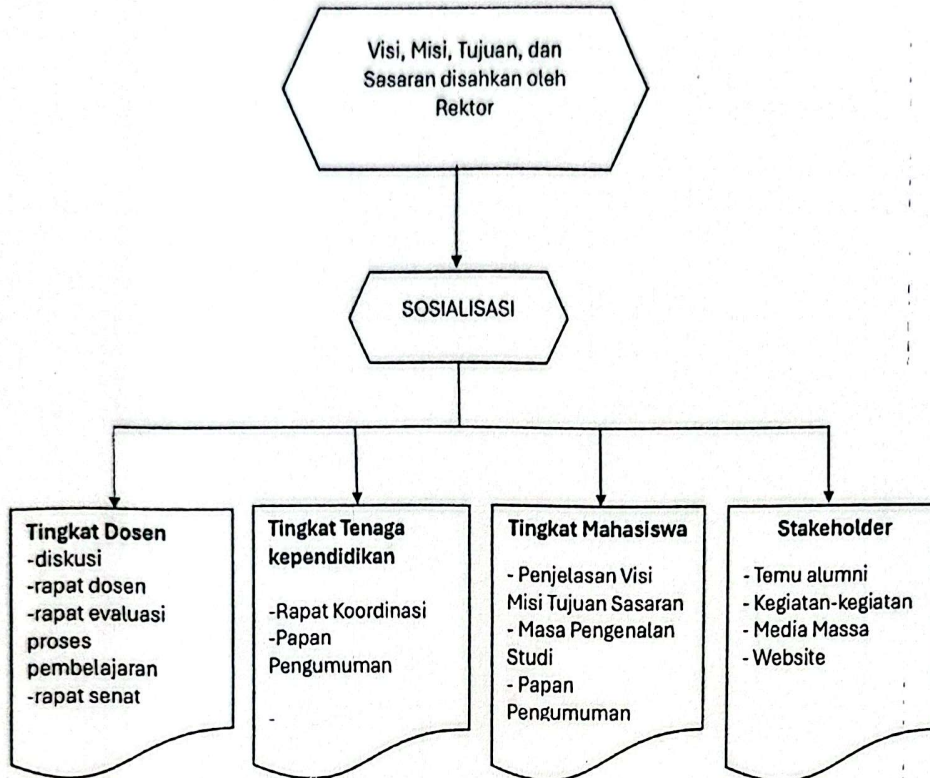 Visi, Misi, Tujuan, dan
Sasaran disahkan oleh
Rektor
SOSIALISASI
Tingkat Dosen
-diskusi
-rapat dosen
-rapat evaluasi
proses
pembelajaran
-rapat senat
Tingkat Tenaga
kependidikan
-Rapat Koordinasi
-Papan
Pengumuman
-
Tingkat Mahasiswa
- Penjelasan Visi
Misi Tujuan Sasaran
- Masa Pengenalan
Studi
- Papan
Pengumuman
Stakeholder
- Temu alumni
- Kegiatan-kegiatan
- Media Massa
- Website